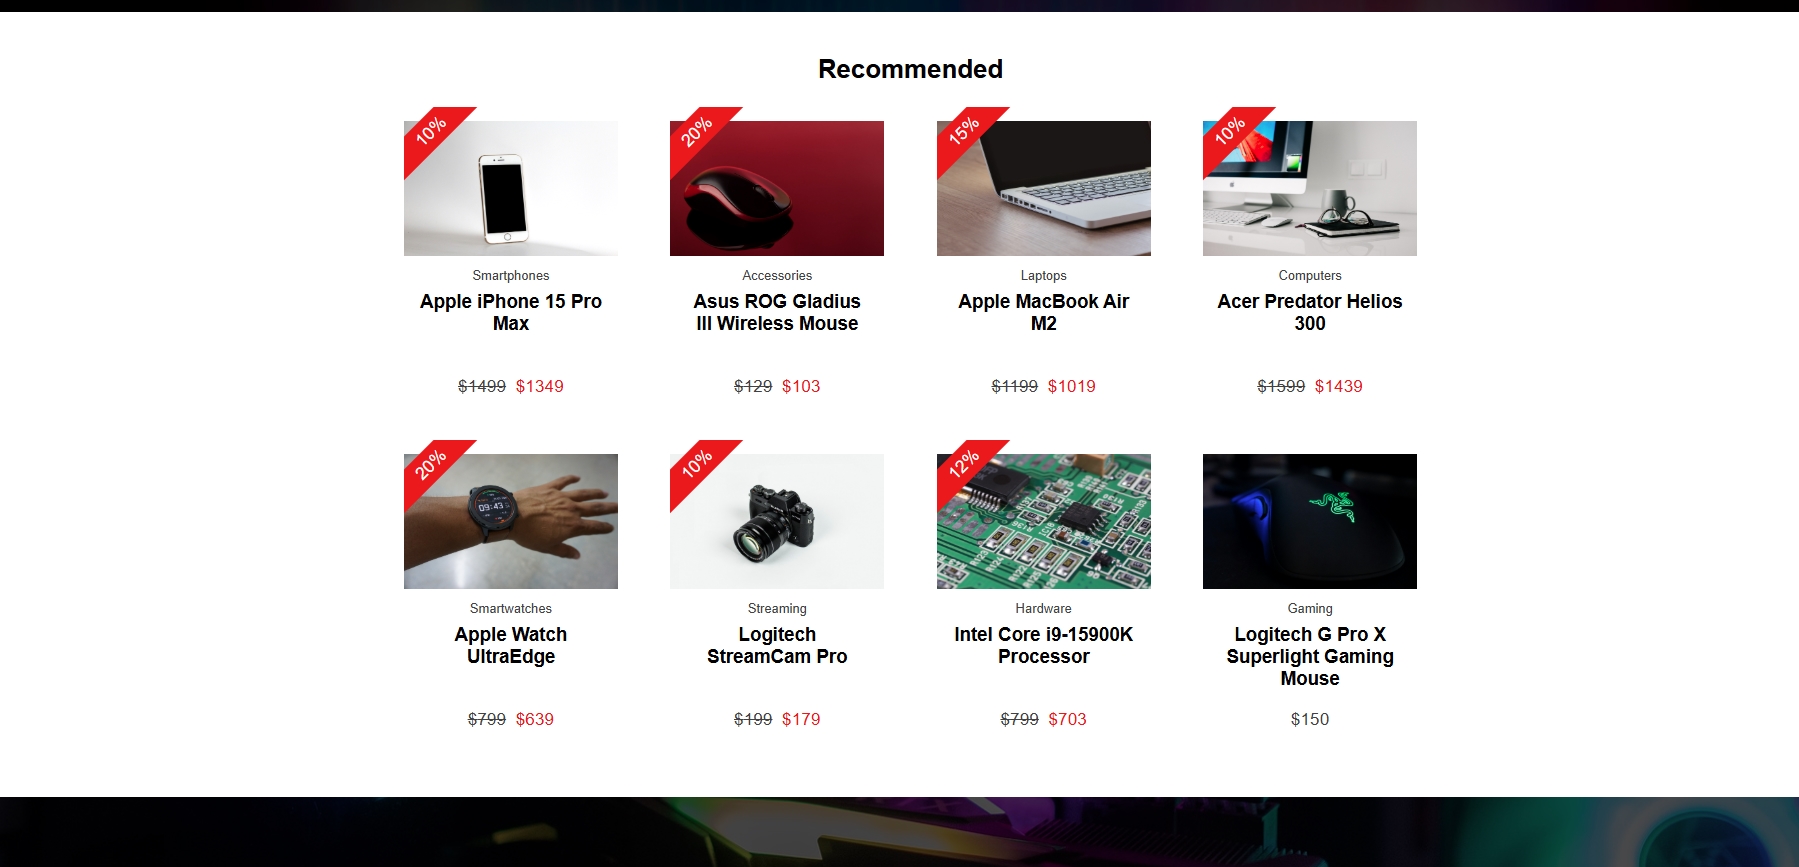 Recommended
10%
20%
15%
10%
Smartphones
Accessories
Laptops
Computers
Apple iPhone 15 Pro
Max
Asus ROG Gladius
III Wireless Mouse
Apple MacBook Air
M2
Acer Predator Helios
300
$1499 $1349
$129 $103
$1199 $1019
$1599 $1439
20%
10%
12%
09:43
Smartwatches
Streaming
Hardware
Gaming
Apple Watch
UltraEdge
Logitech
StreamCam Pro
Intel Core i9-15900K
Processor
Logitech G Pro X
Superlight Gaming
Mouse
$799 $639
$199 $179
$799 $703
$150